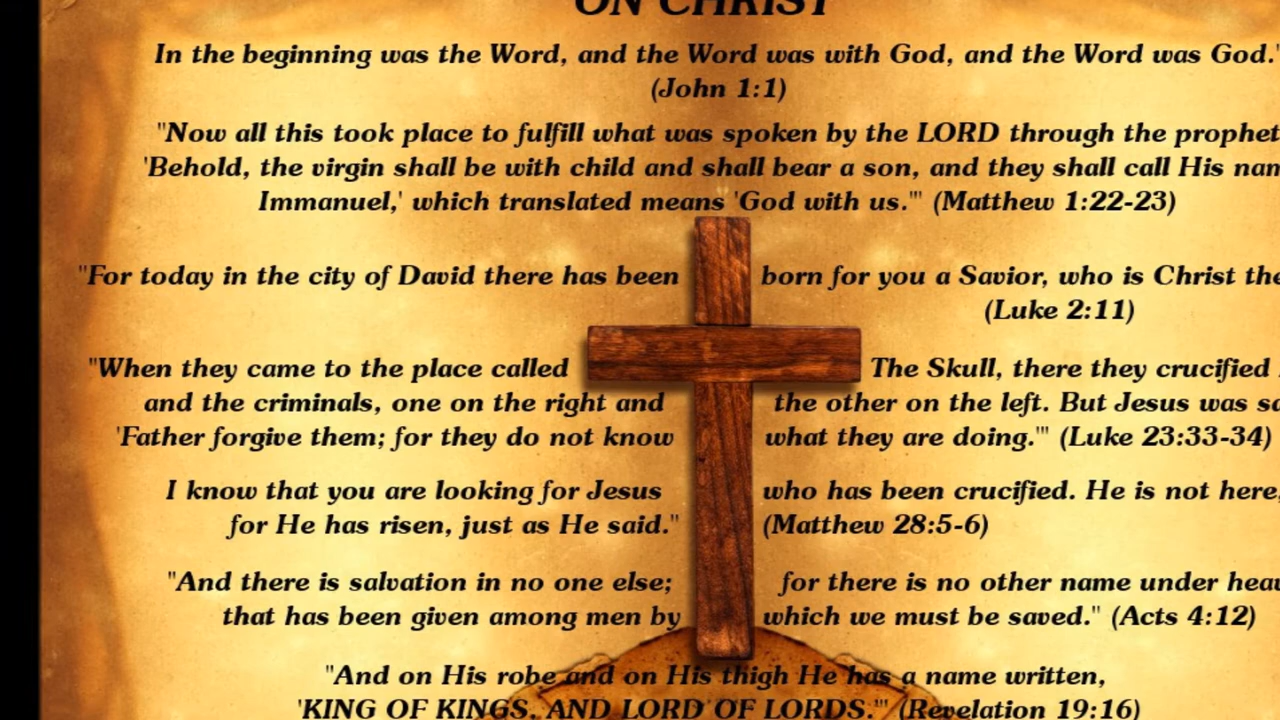 ON CHRIST
In the beginning was the Word, and the Word was with God, and the Word was God."
(John 1:1)
"Now all this took place to fulfill what was spoken by the LORD through the prophet
'Behold, the virgin shall be with child and shall bear a son, and they shall call His nam
Immanuel,' which translated means 'God with us.'" (Matthew 1:22-23)
"For today in the city of David there has been born for you a Savior, who is Christ the
(Luke 2:11)
"When they came to the place called The Skull, there they crucified
and the criminals, one on the right and the other on the left. But Jesus was sa
'Father forgive them; for they do not know what they are doing.'" (Luke 23:33-34)
I know that you are looking for Jesus who has been crucified. He is not here,
for He has risen, just as He said." (Matthew 28:5-6)
"And there is salvation in no one else; for there is no other name under heav
that has been given among men by which we must be saved." (Acts 4:12)
"And on His robe and on His thigh He has a name written,
'KING OF KINGS, AND LORD OF LORDS.'" (Revelation 19:16)